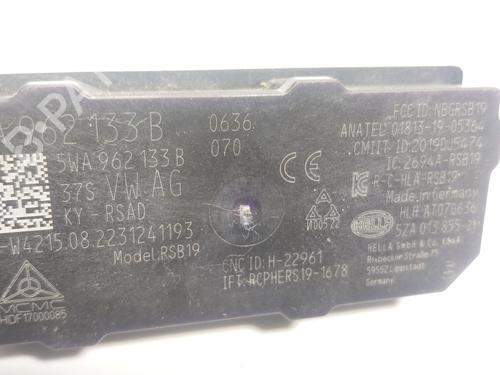 962 133 B
0636
070
5WA 962 133 B
37S VW AG
KY RSAD
W4215.08.2231241193
Model:RSB19
MCMC
HIDF17000085
CNC ID:H-22961
IFT:RCPHERS19-1678
FCC ID: NBGRSB19
ANATEL: 01813-19-05364
CMIIT ID:2019DJ5474
IC:2694A-RSB19
R-C-HLA-RSB19
Made in Germany
HLH AT070636
HELLA
5ZA 013 855-21
HELLA GmbH & Co. KGaA
Rixbecker Straße 75
59552 Lippstadt
Germany